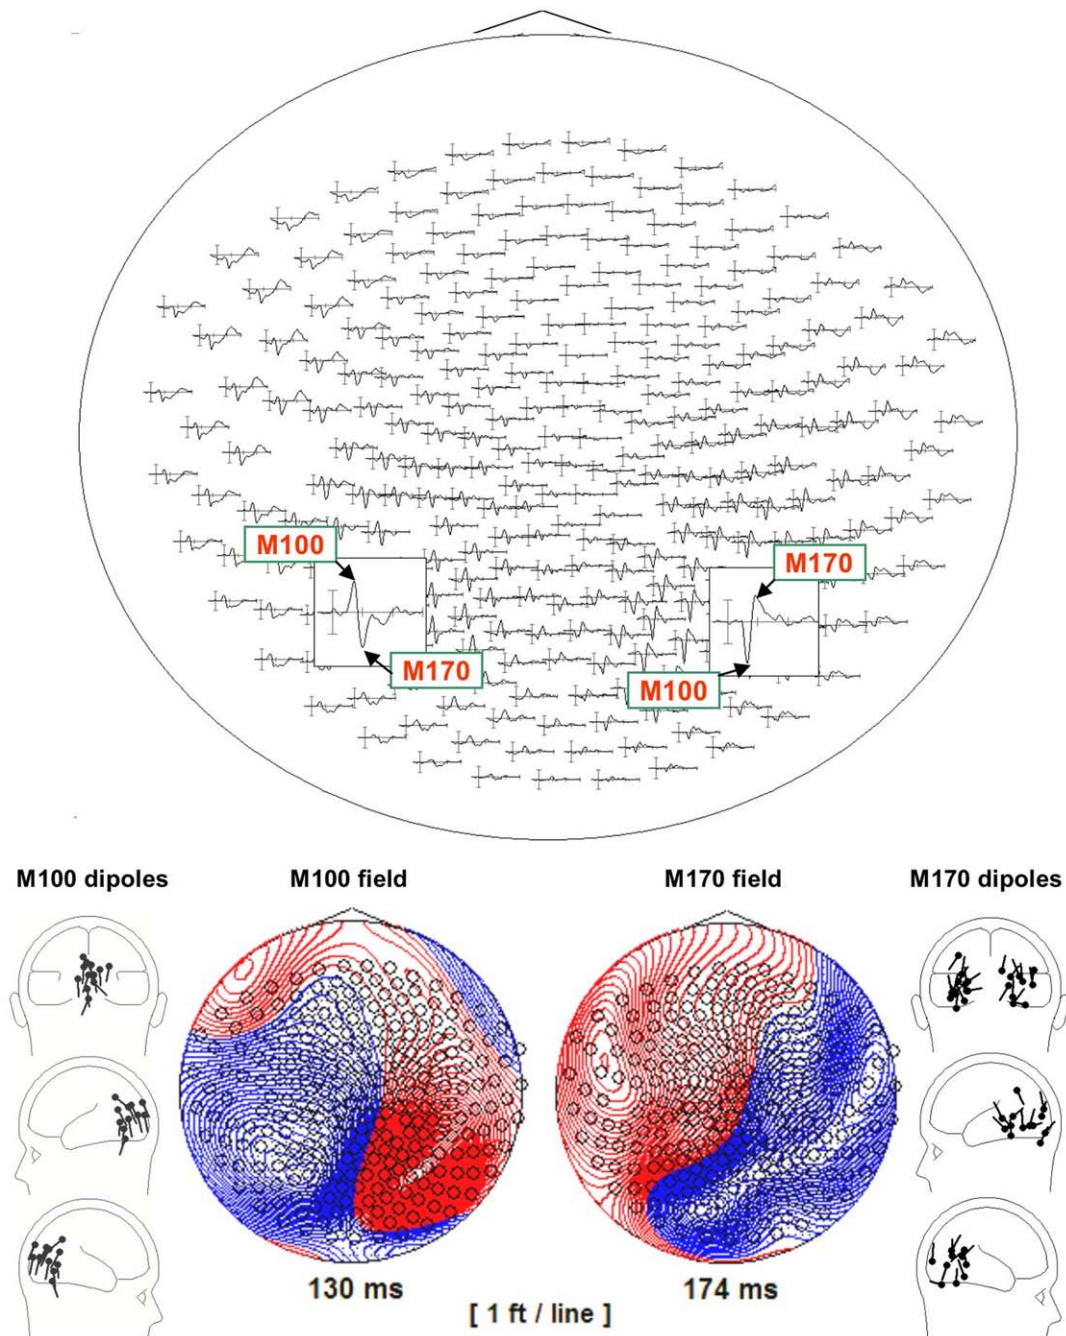 M100
M170
M170
M100
M100 dipoles
M100 field
M170 field
M170 dipoles
130 ms
174 ms
[ 1 ft / line ]